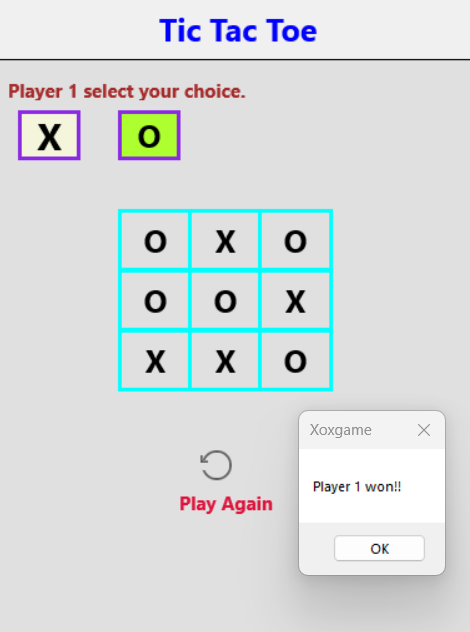 Tic Tac Toe
Player 1 select your choice.
X O
O X O
O O X
X X O
Xoxgame
Player 1 won!!
OK
Play Again